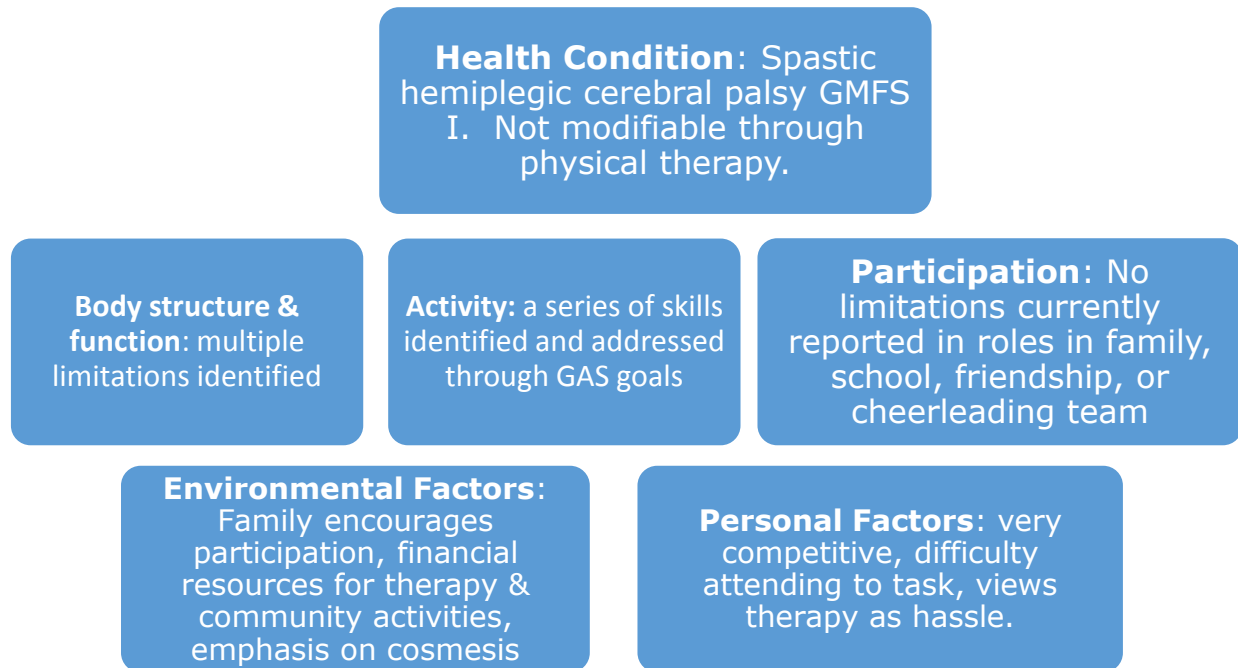 Health Condition: Spastic
hemiplegic cerebral palsy GMFS
I. Not modifiable through
physical therapy.
Body structure &
function: multiple
limitations identified
Activity: a series of skills
identified and addressed
through GAS goals
Participation: No
limitations currently
reported in roles in family,
school, friendship, or
cheerleading team
Environmental Factors:
Family encourages
participation, financial
resources for therapy &
community activities,
emphasis on cosmesis
Personal Factors: very
competitive, difficulty
attending to task, views
therapy as hassle.